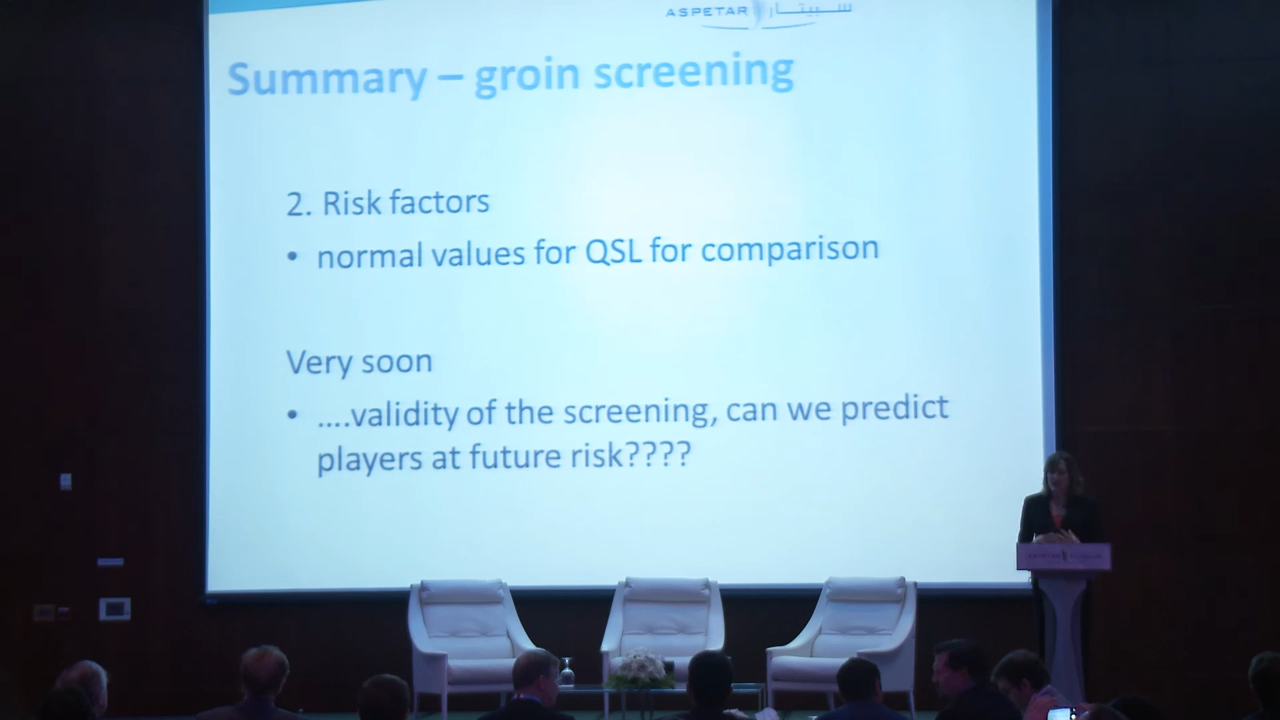 ASPETAR سبيتار
Summary – groin screening
2. Risk factors
• normal values for QSL for comparison
Very soon
• ....validity of the screening, can we predict
players at future risk????
ASPETAR